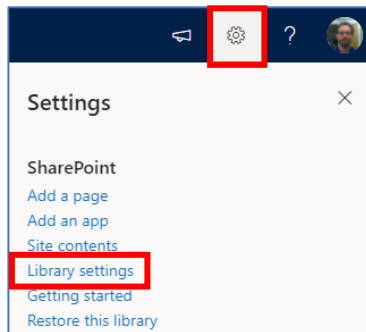 ?
Settings
SharePoint
Add a page
Add an app
Site contents
Library settings
Getting started
Restore this library